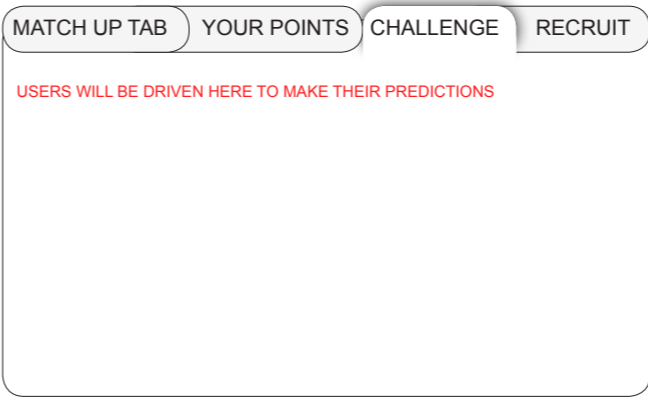 MATCH UP TAB YOUR POINTS CHALLENGE RECRUIT
USERS WILL BE DRIVEN HERE TO MAKE THEIR PREDICTIONS